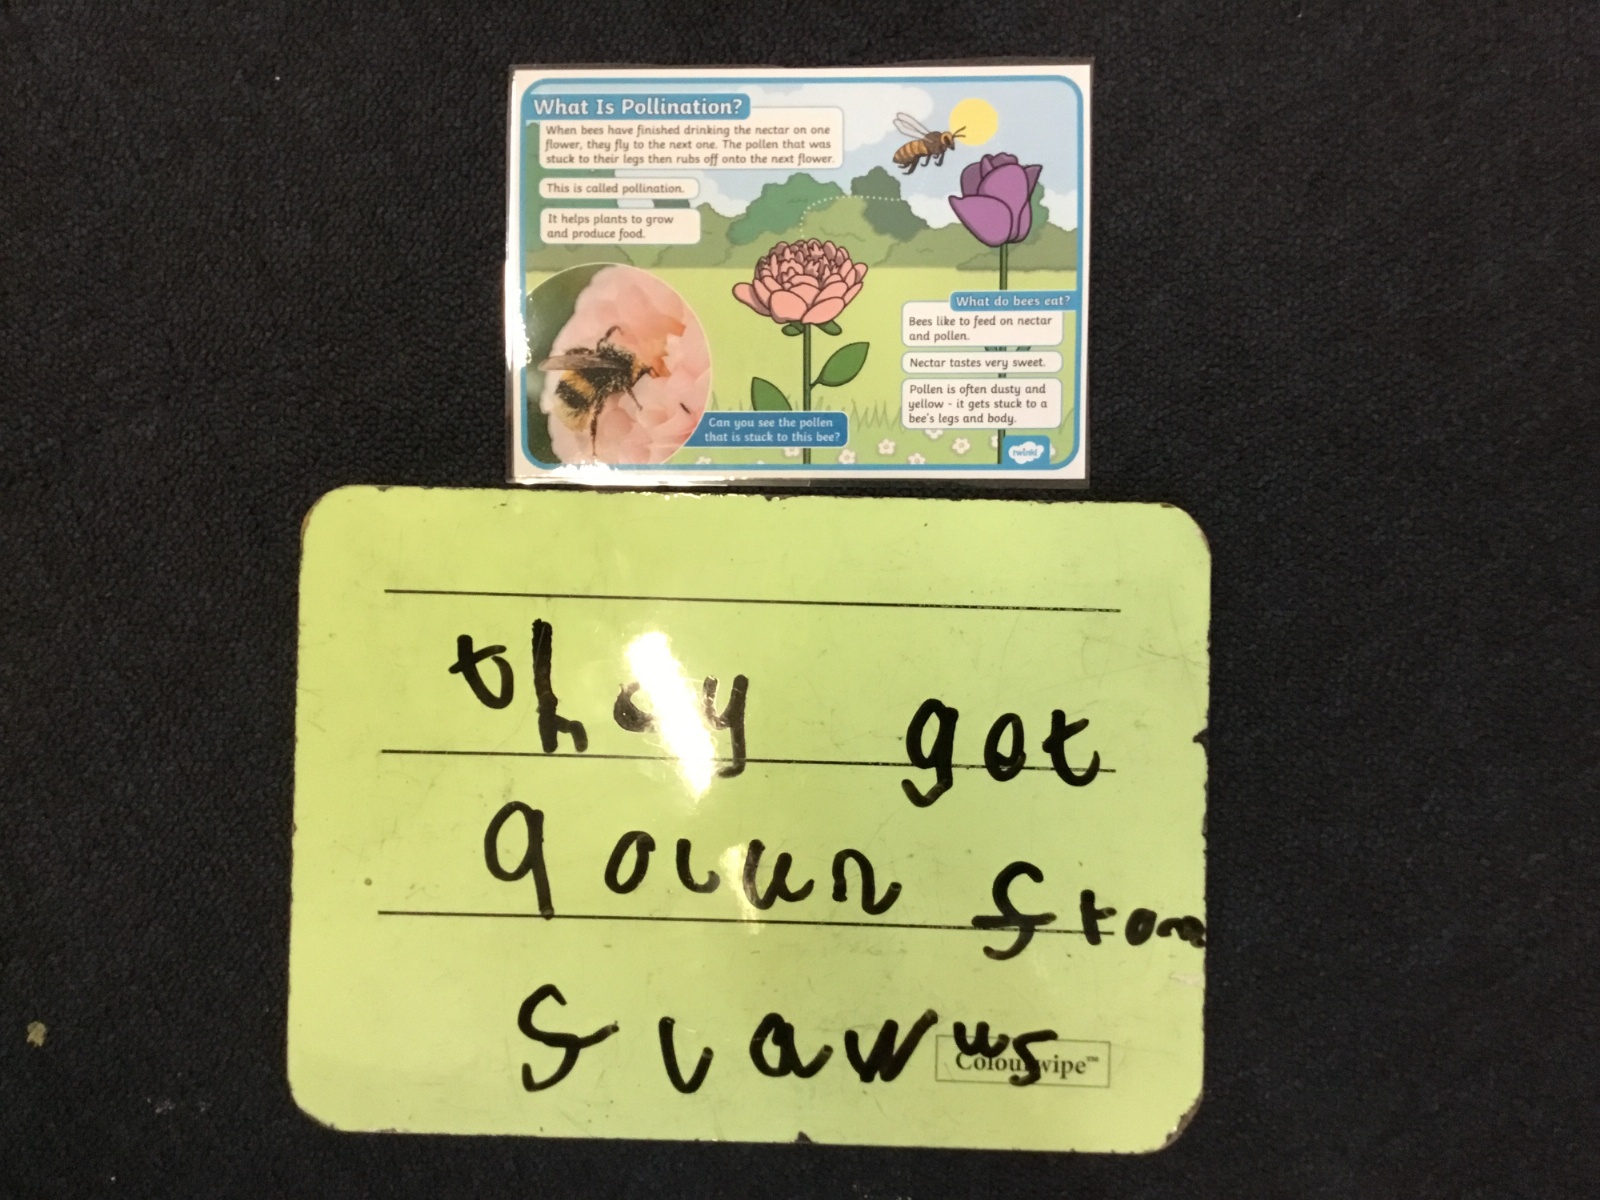 What Is Pollination?
When bees have finished drinking the nectar on one
flower, they fly to the next one. The pollen that was
stuck to their legs then rubs off onto the next flower.
This is called pollination.
It helps plants to grow
and produce food.
What do bees eat?
Bees like to feed on nectar
and pollen.
Nectar tastes very sweet.
Pollen is often dusty and
yellow - it gets stuck to a
bee's legs and body.
Can you see the pollen
that is stuck to this bee?
twinkl
thay got
from
Colourwipe™